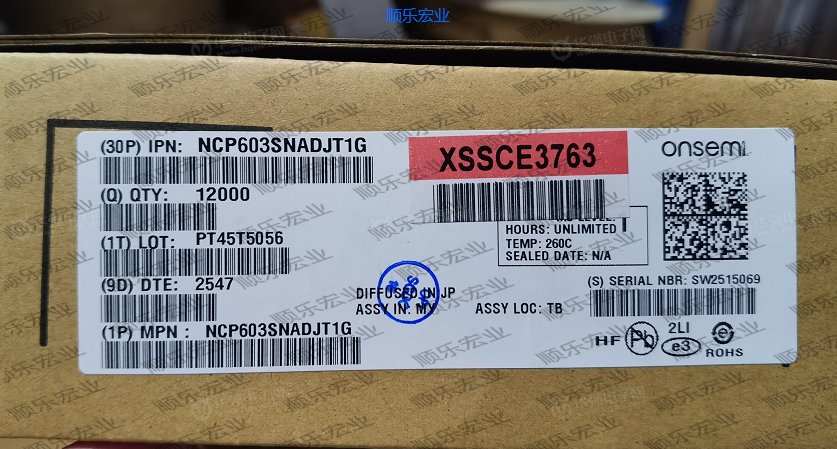 顺乐宏业
(30P) IPN: NCP603SNADJT1G
XSSCE3763
onsemi
(Q) QTY: 12000
(1T) LOT: PT45T5056
HOURS: UNLIMITED
TEMP: 260C
SEALED DATE: N/A
(9D) DTE: 2547
(S) SERIAL NBR: SW2515069
DIFFUSED IN JP
ASSY IN: MY
ASSY LOC: TB
(1P) MPN : NCP603SNADJT1G
HF
Pb
2LI
e3
ROHS